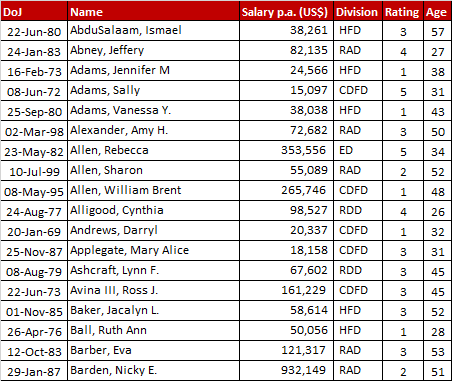 DoJ Name Salary p.a. (US$) Division Rating Age
22-Jun-80 AbduSalaam, Ismael 38,261 HFD 3 57
24-Jan-83 Abney, Jeffery 82,135 RAD 4 27
16-Feb-73 Adams, Jennifer M 24,566 HFD 1 38
08-Jun-72 Adams, Sally 15,097 CDFD 5 31
25-Sep-80 Adams, Vanessa Y. 38,038 HFD 1 43
02-Mar-98 Alexander, Amy H. 72,682 RAD 3 50
23-May-82 Allen, Rebecca 353,556 ED 5 34
10-Jul-99 Allen, Sharon 55,089 RAD 2 52
08-May-95 Allen, William Brent 265,746 CDFD 1 48
24-Aug-77 Alligood, Cynthia 98,527 RDD 4 26
20-Jan-69 Andrews, Darryl 20,337 CDFD 1 32
25-Nov-87 Applegate, Mary Alice 18,158 CDFD 3 31
08-Aug-79 Ashcraft, Lynn F. 67,602 RDD 3 45
22-Jun-73 Avina III, Ross J. 161,229 CDFD 3 45
01-Nov-85 Baker, Jacalyn L. 58,614 HFD 3 52
26-Apr-76 Ball, Ruth Ann 50,056 HFD 1 28
12-Oct-83 Barber, Eva 121,317 RAD 3 53
29-Jan-87 Barden, Nicky E. 932,149 RAD 2 51